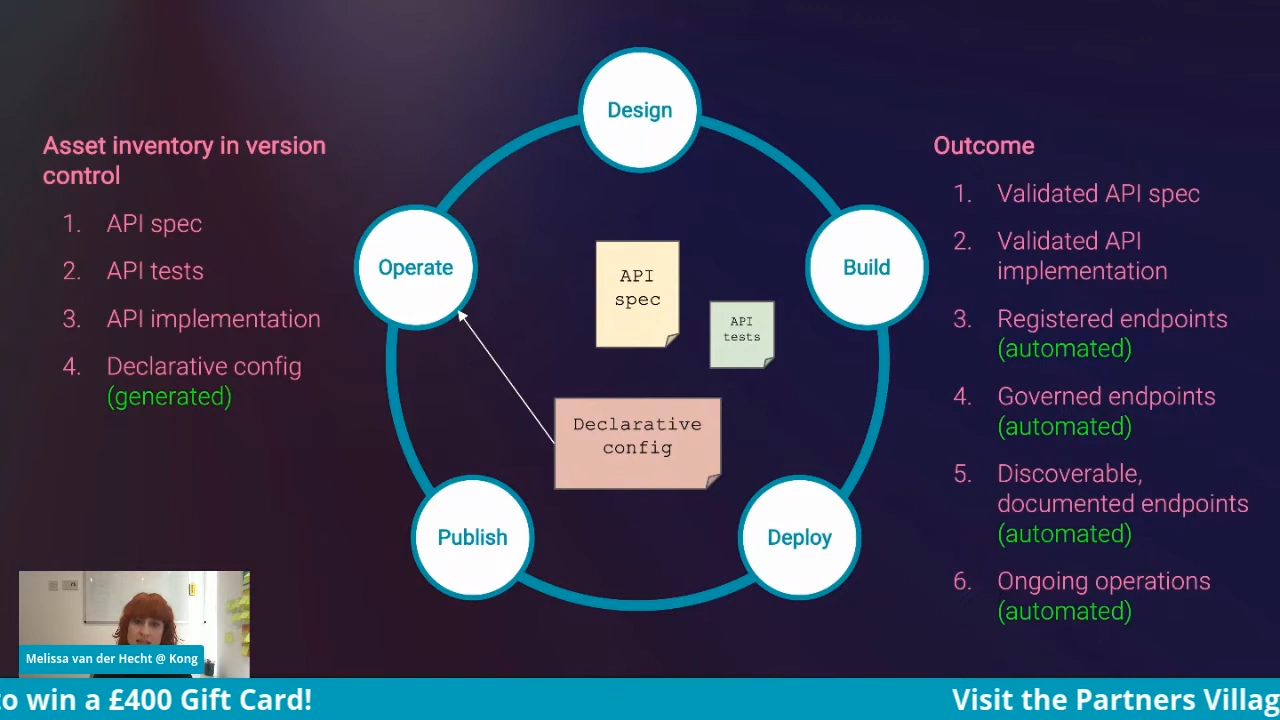 Asset inventory in version
control
1. API spec
2. API tests
3. API implementation
4. Declarative config
(generated)
Design
Operate
Build
API
spec
API
tests
Declarative
config
Publish
Deploy
Outcome
1. Validated API spec
2. Validated API
implementation
3. Registered endpoints
(automated)
4. Governed endpoints
(automated)
5. Discoverable,
documented endpoints
(automated)
6. Ongoing operations
(automated)
Melissa van der Hecht @ Kong
to win a £400 Gift Card!
Visit the Partners Villag